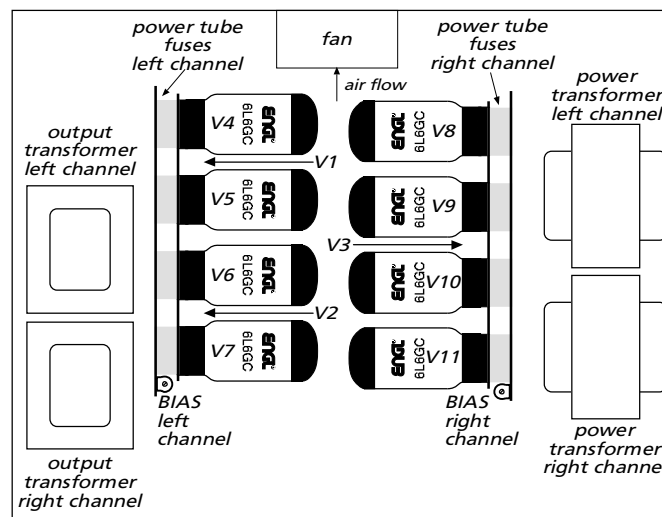 power tube
fuses
left channel
fan
air flow
power tube
fuses
right channel
power
transformer
left channel
output
transformer
left channel
V4
6L6GC
ENGL
V1
V8
ENGL
6L6GC
V5
6L6GC
ENGL
V9
ENGL
6L6GC
V3
V6
6L6GC
ENGL
V10
ENGL
6L6GC
V2
V7
6L6GC
ENGL
V11
ENGL
6L6GC
BIAS
left
channel
BIAS
right
channel
output
transformer
right channel
power
transformer
right channel